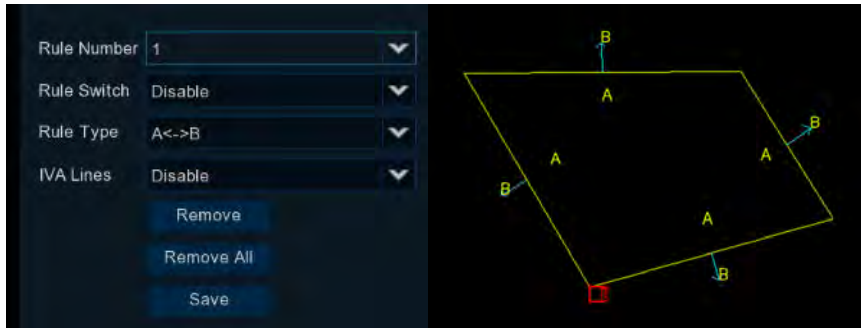 Rule Number 1
Rule Switch Disable
Rule Type A<->B
IVA Lines Disable
Remove
Remove All
Save
B
A
B
A
A
B
A
B